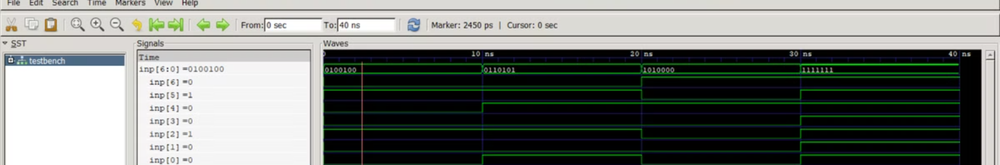 File Edit Search Time Markers View Help
From: 0 sec To: 40 ns Marker: 2450 ps | Cursor: 0 sec
SST Signals Waves
testbench Time 0 10 ns 20 ns 30 ns 40 ns
inp[6:0] =0100100 0100100 0110101 1010000 1111111
inp[6] =0
inp[5] =1
inp[4] =0
inp[3] =0
inp[2] =1
inp[1] =0
inp[0] =0